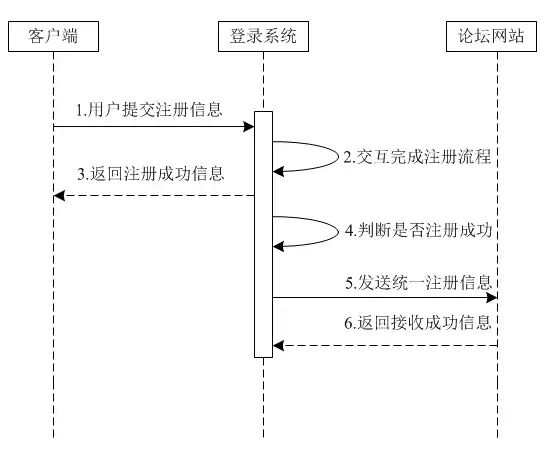 客户端
登录系统
论坛网站
1.用户提交注册信息
2.交互完成注册流程
3.返回注册成功信息
4.判断是否注册成功
5.发送统一注册信息
6.返回接收成功信息